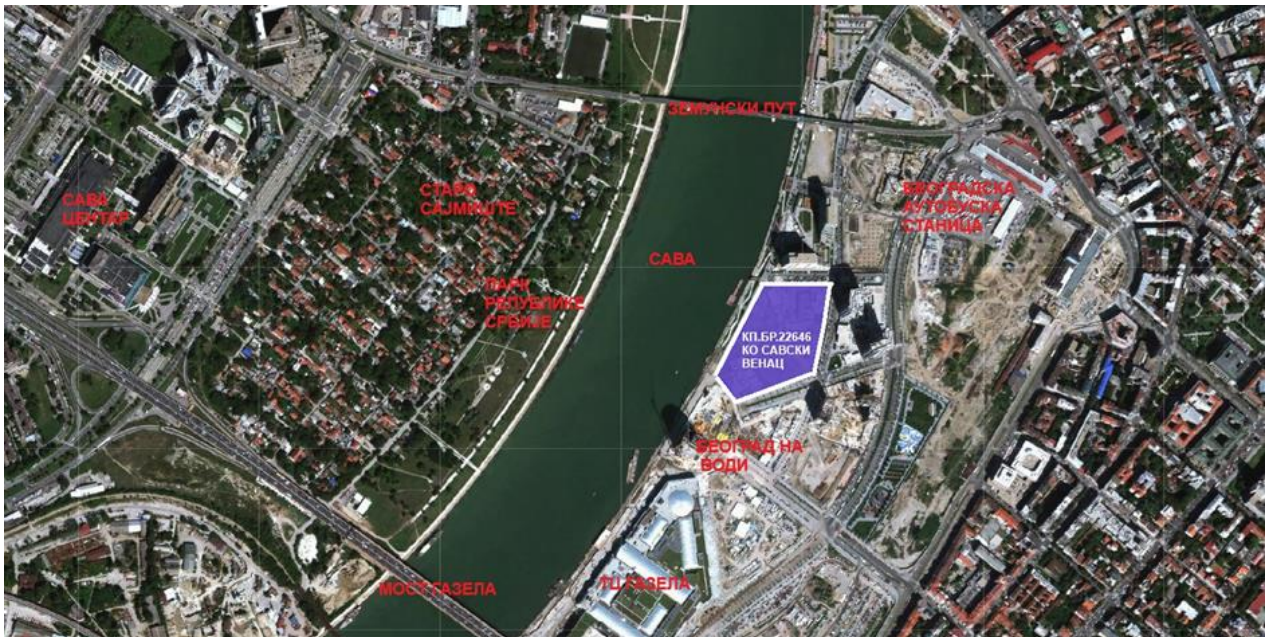 ЗЕМУНСКИ ПУТ
САВА
ЦЕНТАР
СТАРО
САЈМИШТЕ
БЕОГРАДСКА
АУТОБУСКА
СТАНИЦА
САВА
ПАРК
РЕПУБЛИКЕ
СРБИЈЕ
КП.БР.22646
КО САВСКИ
ВЕНАЦ
БЕОГРАД НА
ВОДИ
МОСТ ГАЗЕЛА
ТЦ ГАЗЕЛА